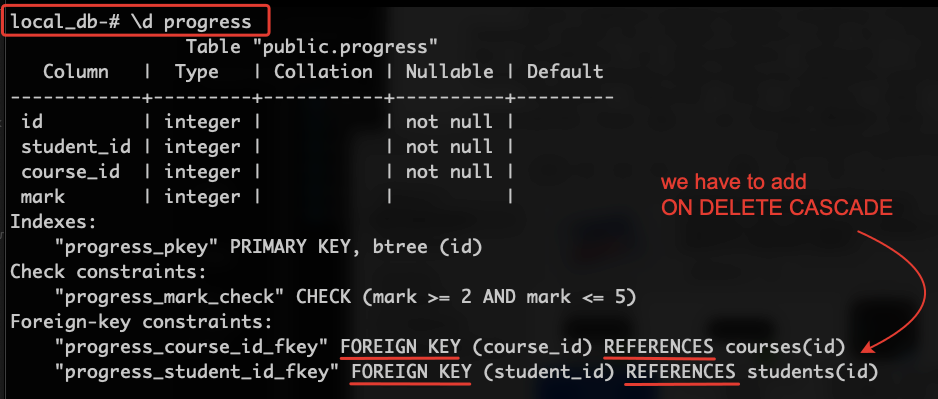 local_db-# \d progress
Table "public.progress"
Column | Type | Collation | Nullable | Default
------------+---------+-----------+----------+---------
id | integer | | not null |
student_id | integer | | not null |
course_id | integer | | not null |
mark | integer | | |
we have to add
ON DELETE CASCADE
Indexes:
"progress_pkey" PRIMARY KEY, btree (id)
Check constraints:
"progress_mark_check" CHECK (mark >= 2 AND mark <= 5)
Foreign-key constraints:
"progress_course_id_fkey" FOREIGN KEY (course_id) REFERENCES courses(id)
"progress_student_id_fkey" FOREIGN KEY (student_id) REFERENCES students(id)